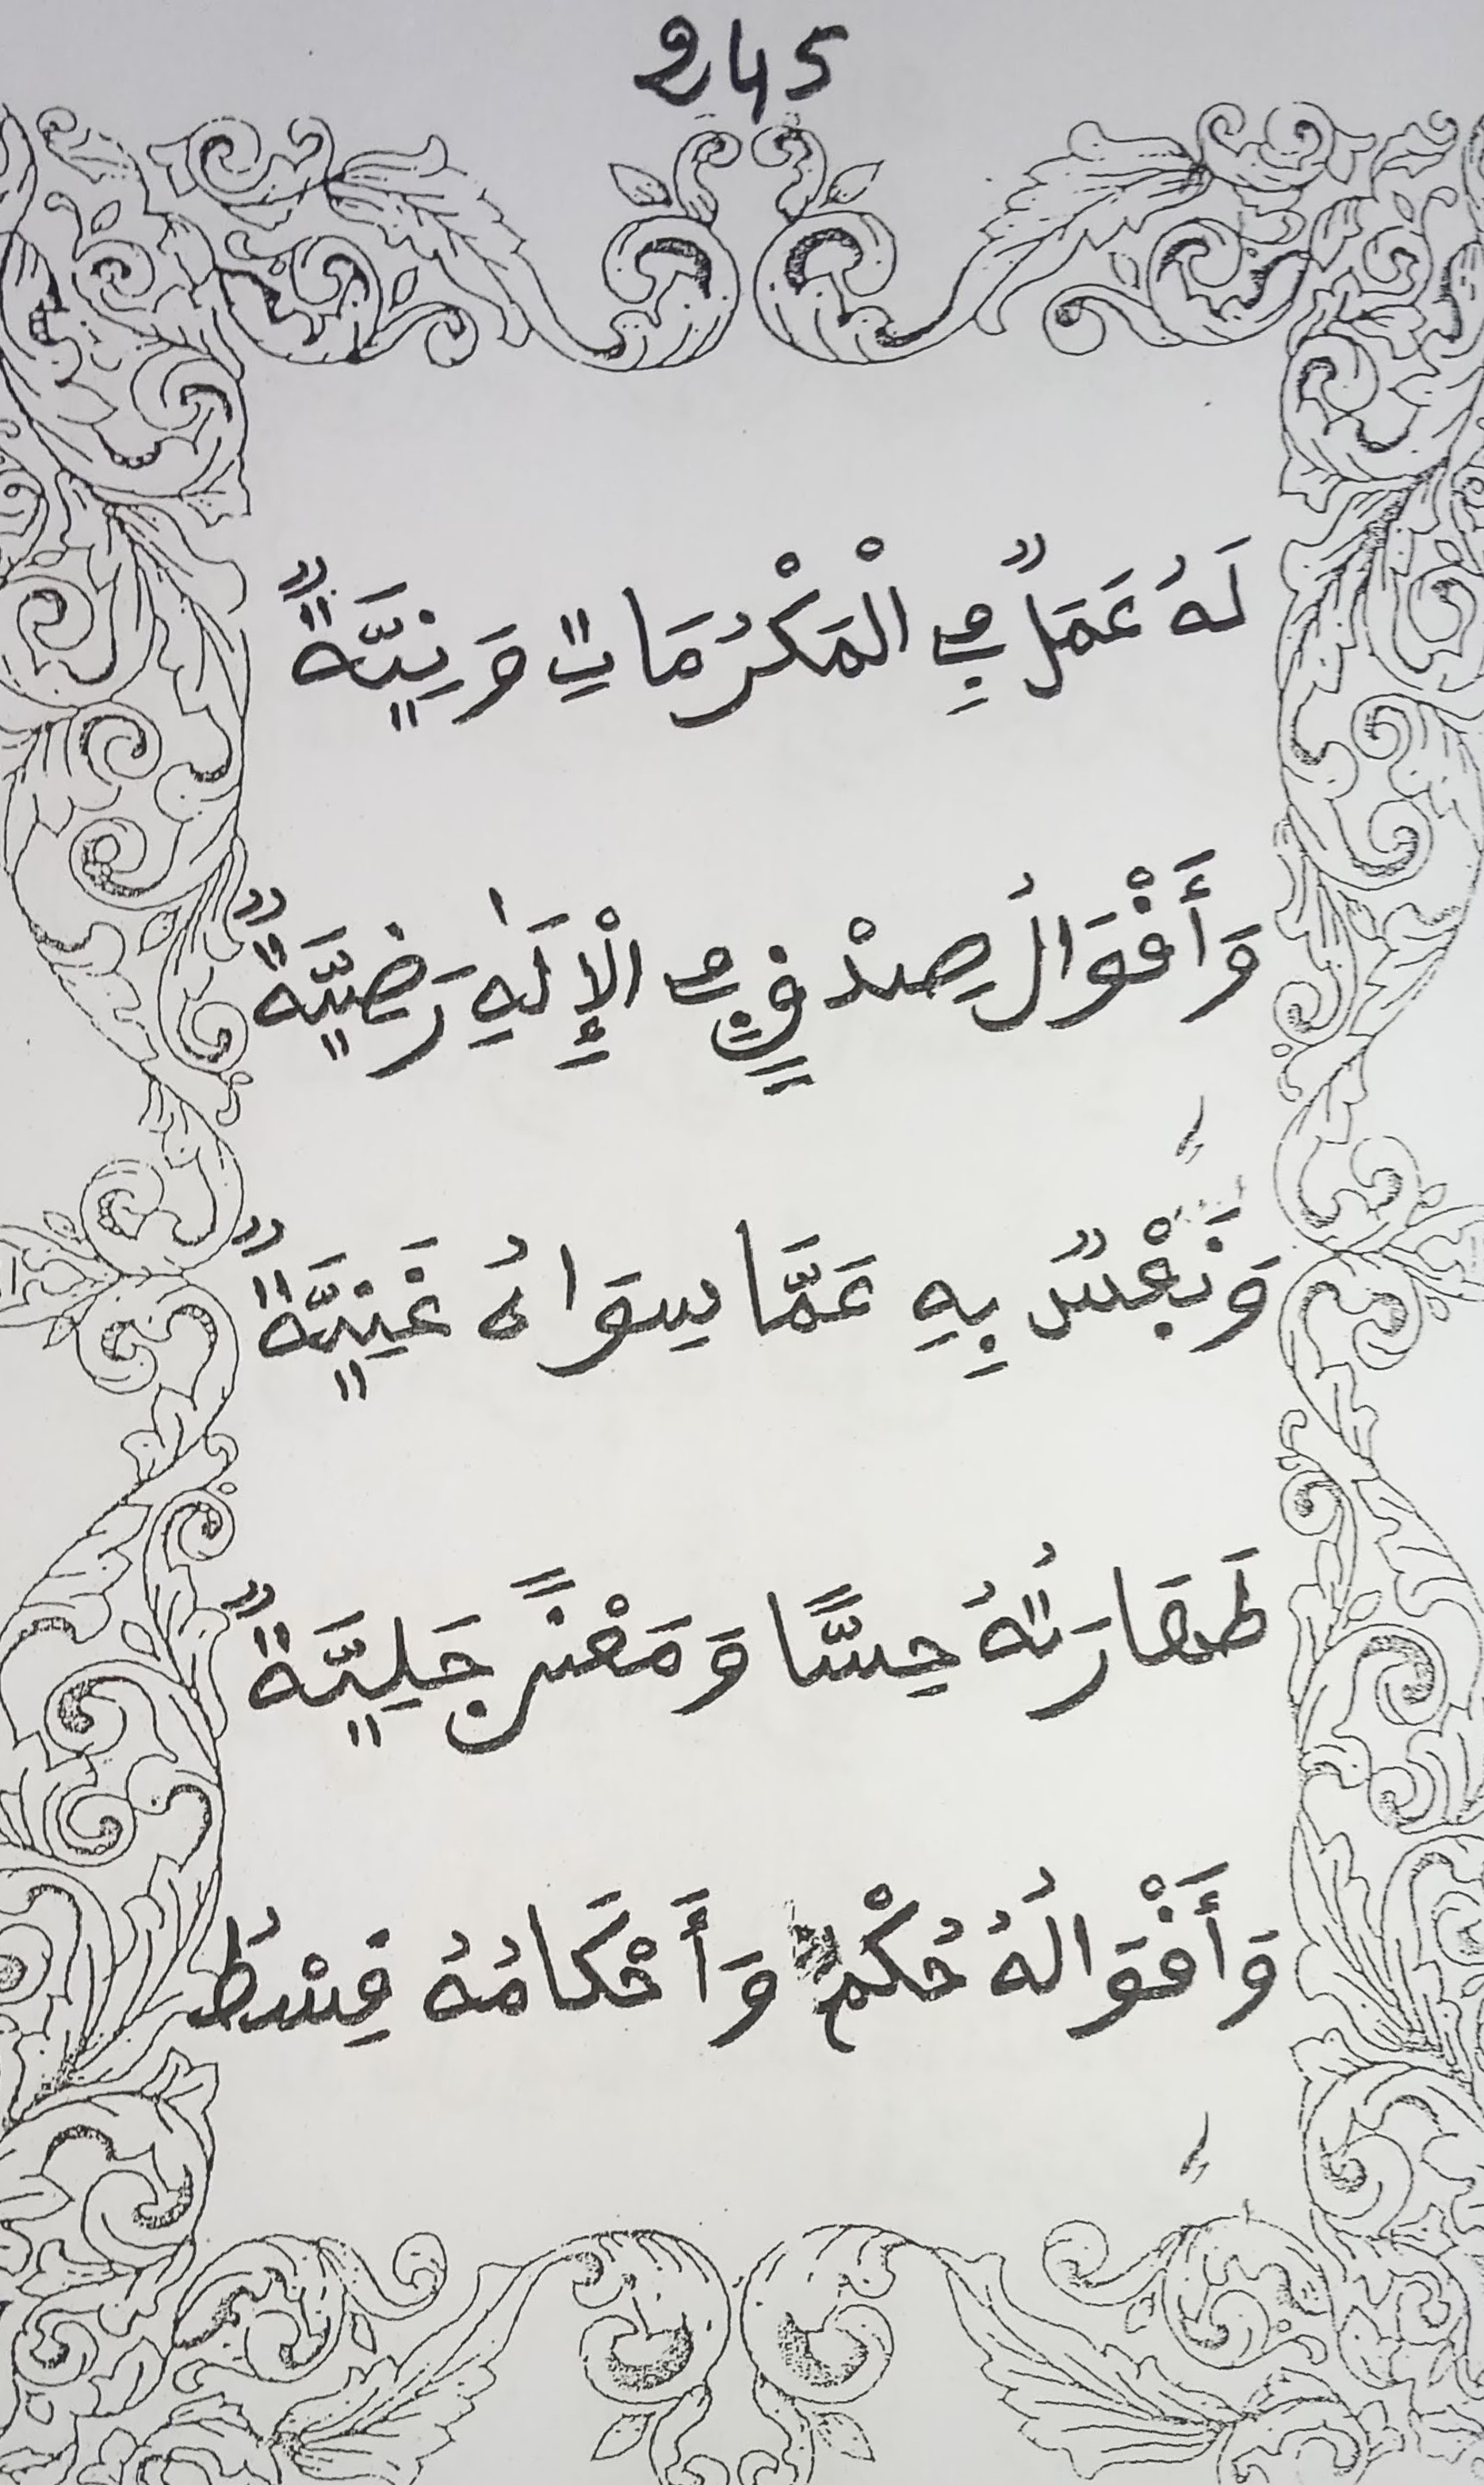 245
لَهُ عَمَلٌ فِي الْمَكْرُمَاتِ وَنِيَّةٌ
وَأَقْوَالُ صِدْقٍ فِي الْإِلَهِ رَضِيَّةٌ
وَنَفْسٌ بِهِ عَمَّا سِوَاهُ غَنِيَّةٌ
طَهَارَتُهُ حِسًّا وَمَعْنًى جَلِيَّةٌ
وَأَقْوَالُهُ حُكْمٌ وَأَحْكَامُهُ قِسْطُ